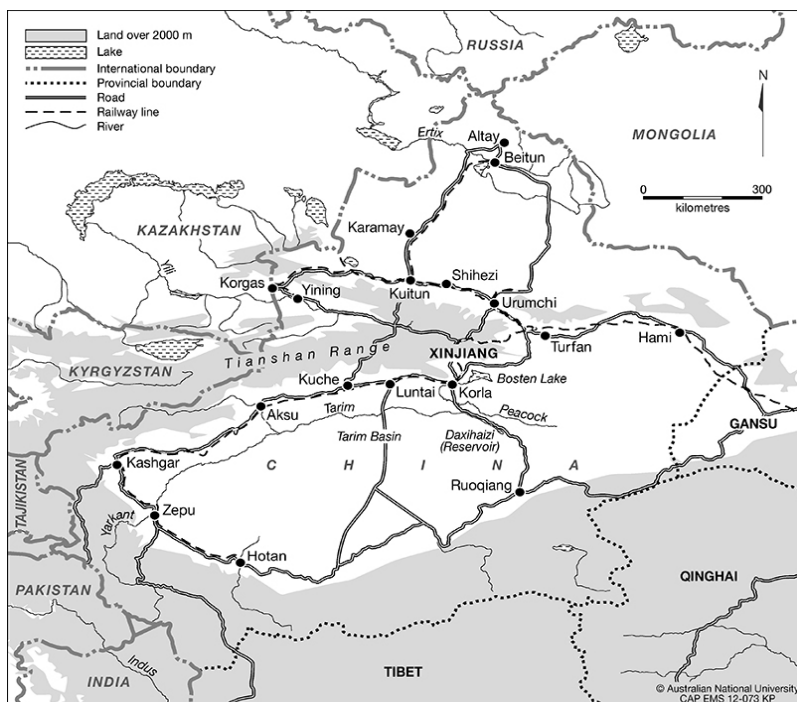 Land over 2000 m
Lake
International boundary
Provincial boundary
Road
Railway line
River
RUSSIA
N
MONGOLIA
0 300
kilometres
Ertix
Altay
Beitun
KAZAKHSTAN
Karamay
Yili
Korgas
Yining
Kuitun
Shihezi
Urumchi
Turfan
Hami
KYRGYZSTAN
Tianshan Range
XINJIANG
Kuche
Luntai
Korla
Bosten Lake
Aksu
Tarim
Peacock
GANSU
Tarim Basin
Daxihaizi
(Reservoir)
Kashgar
C H I N A
TAJIKISTAN
Ruoqiang
Yarkant
Zepu
Hotan
QINGHAI
PAKISTAN
Indus
TIBET
INDIA
© Australian National University
CAP EMS 12-073 KP